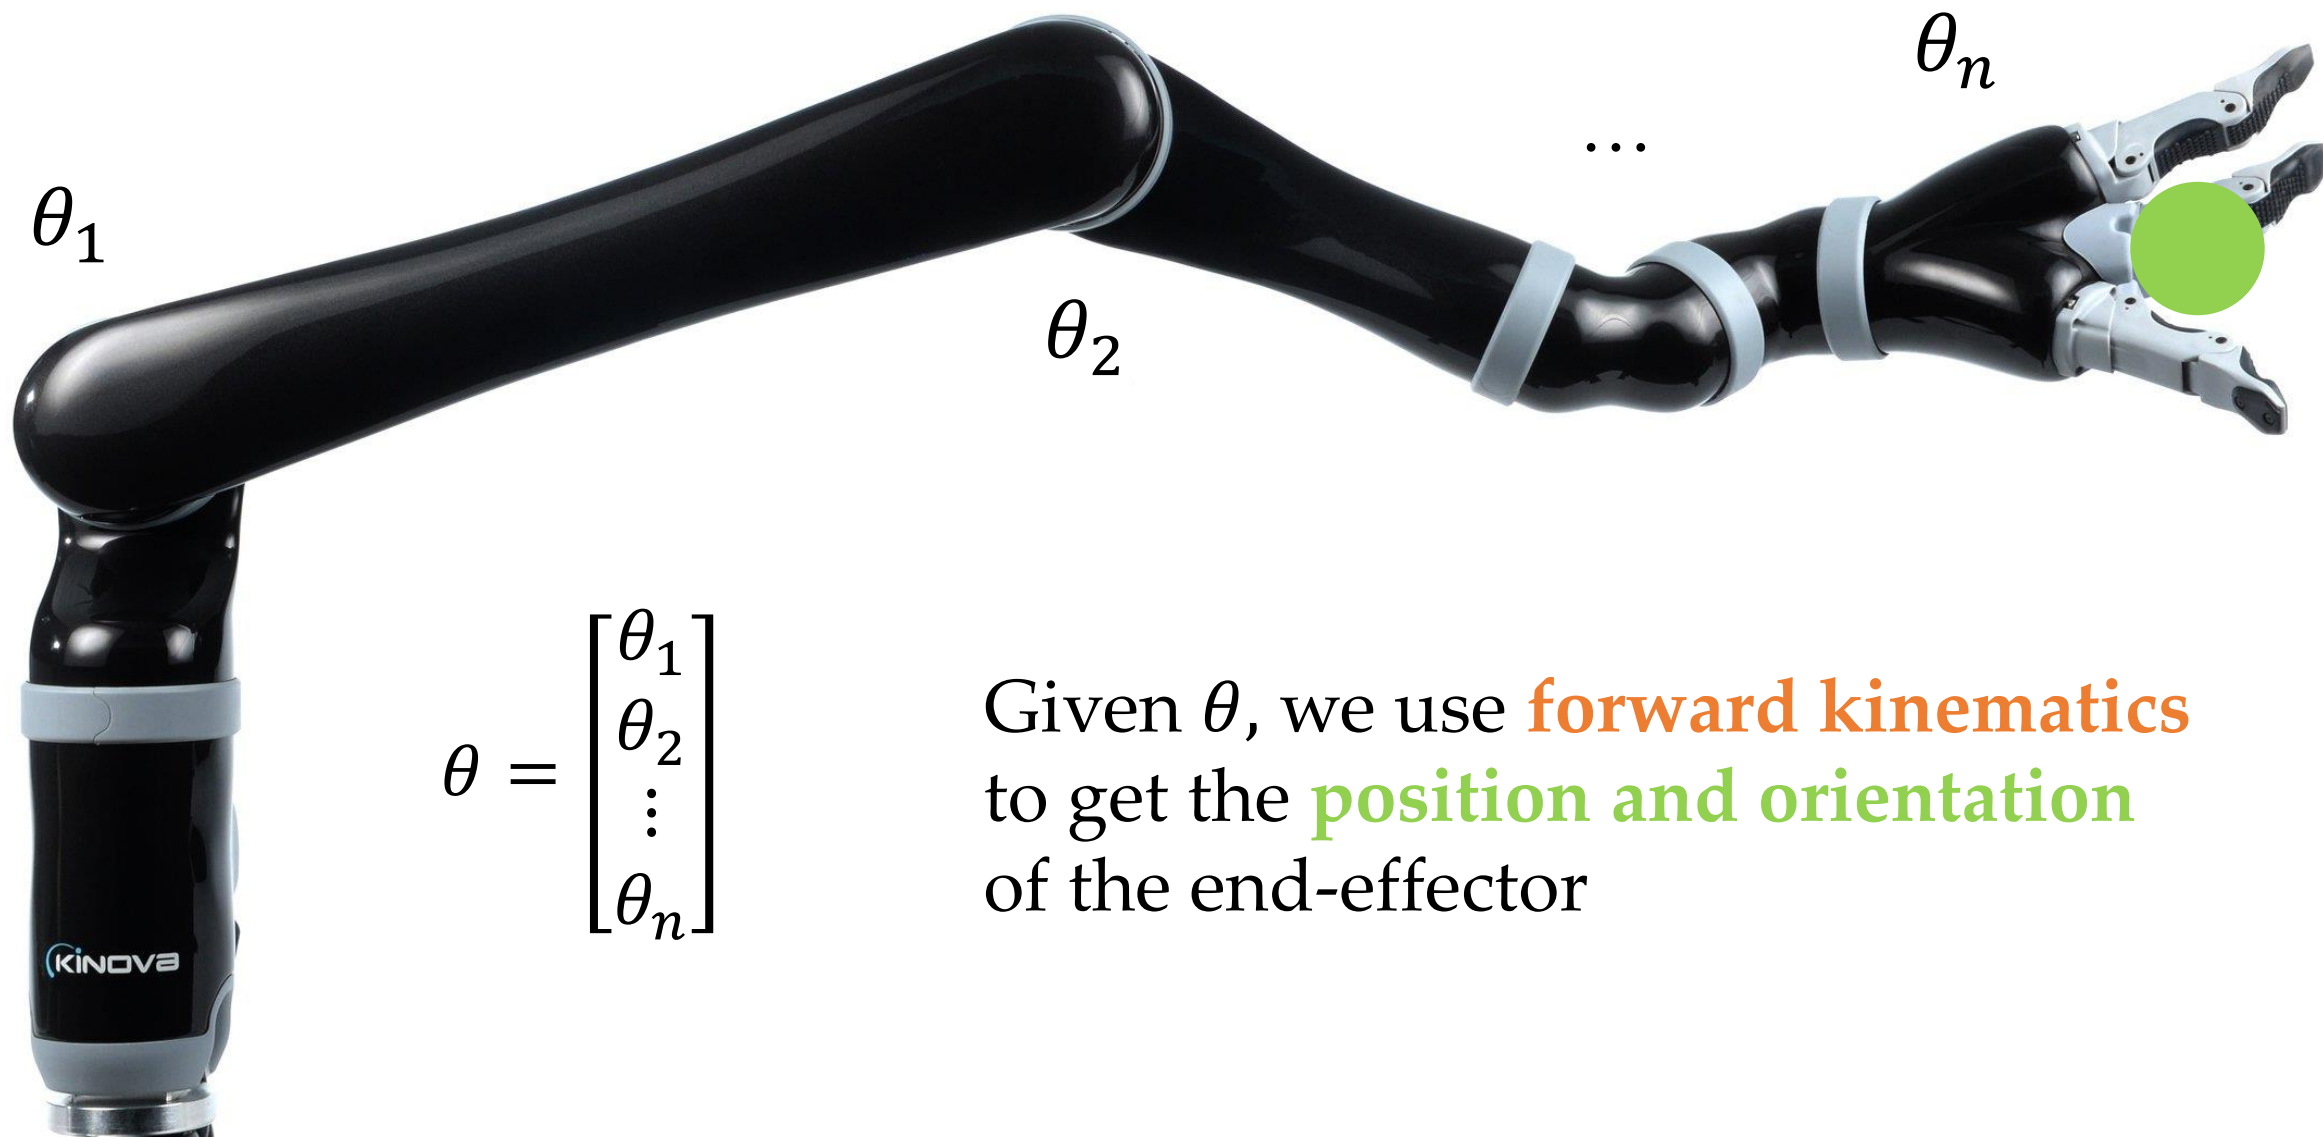 θ₁
θ₂
...
θₙ
θ = [θ₁ θ₂ ⋮ θₙ]
Given θ, we use forward kinematics
to get the position and orientation
of the end-effector
KINOVA